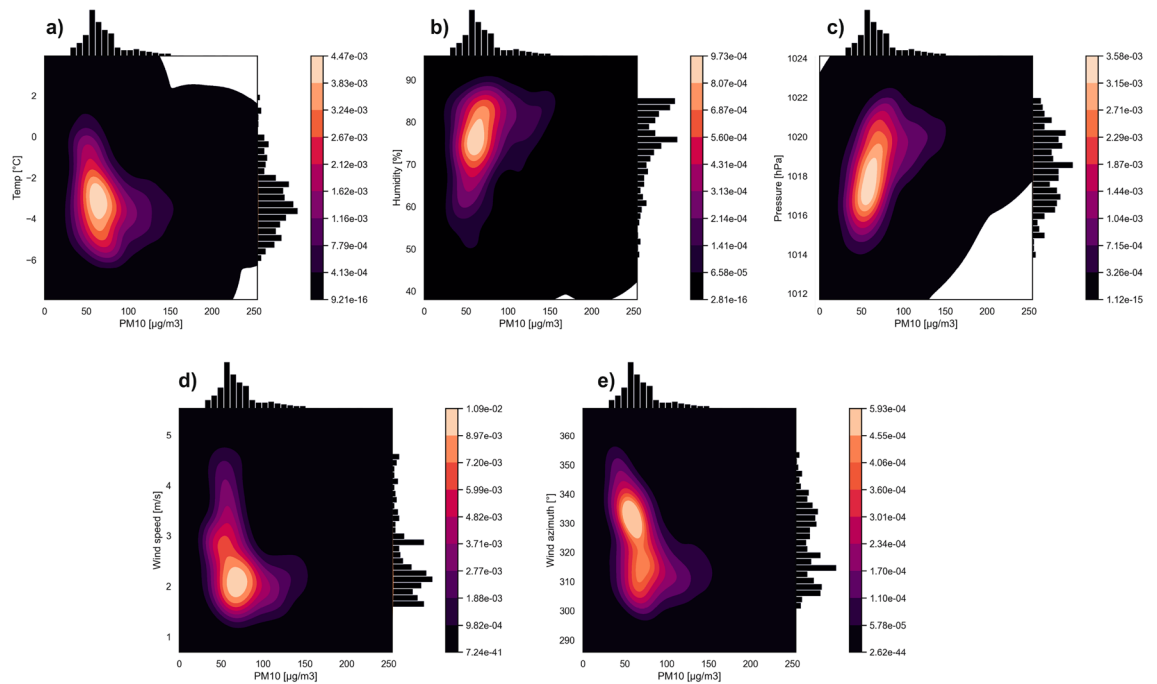 a)
Temp [°C]
2
0
−2
−4
−6
0 50 100 150 200 250
PM10 [µg/m3]
4.47e-03
3.83e-03
3.24e-03
2.67e-03
2.12e-03
1.62e-03
1.16e-03
7.79e-04
4.13e-04
9.21e-16
b)
Humidity [%]
90
80
70
60
50
40
0 50 100 150 200 250
PM10 [µg/m3]
9.73e-04
8.07e-04
6.87e-04
5.60e-04
4.31e-04
3.14e-04
2.14e-04
1.41e-04
6.58e-05
2.81e-16
c)
Pressure [hPa]
1024
1022
1020
1018
1016
1014
1012
0 50 100 150 200 250
PM10 [µg/m3]
3.58e-03
3.15e-03
2.71e-03
2.29e-03
1.87e-03
1.44e-03
1.04e-03
7.15e-04
3.26e-04
1.12e-15
d)
Wind speed [m/s]
5
4
3
2
1
0 50 100 150 200 250
PM10 [µg/m3]
1.09e-02
8.97e-03
7.20e-03
5.99e-03
4.82e-03
3.71e-03
2.77e-03
1.88e-03
9.82e-04
7.24e-41
e)
Wind azimuth [°]
360
350
340
330
320
310
300
290
0 50 100 150 200 250
PM10 [µg/m3]
5.93e-04
4.55e-04
4.06e-04
3.01e-04
2.34e-04
1.70e-04
1.10e-04
5.78e-05
2.62e-44